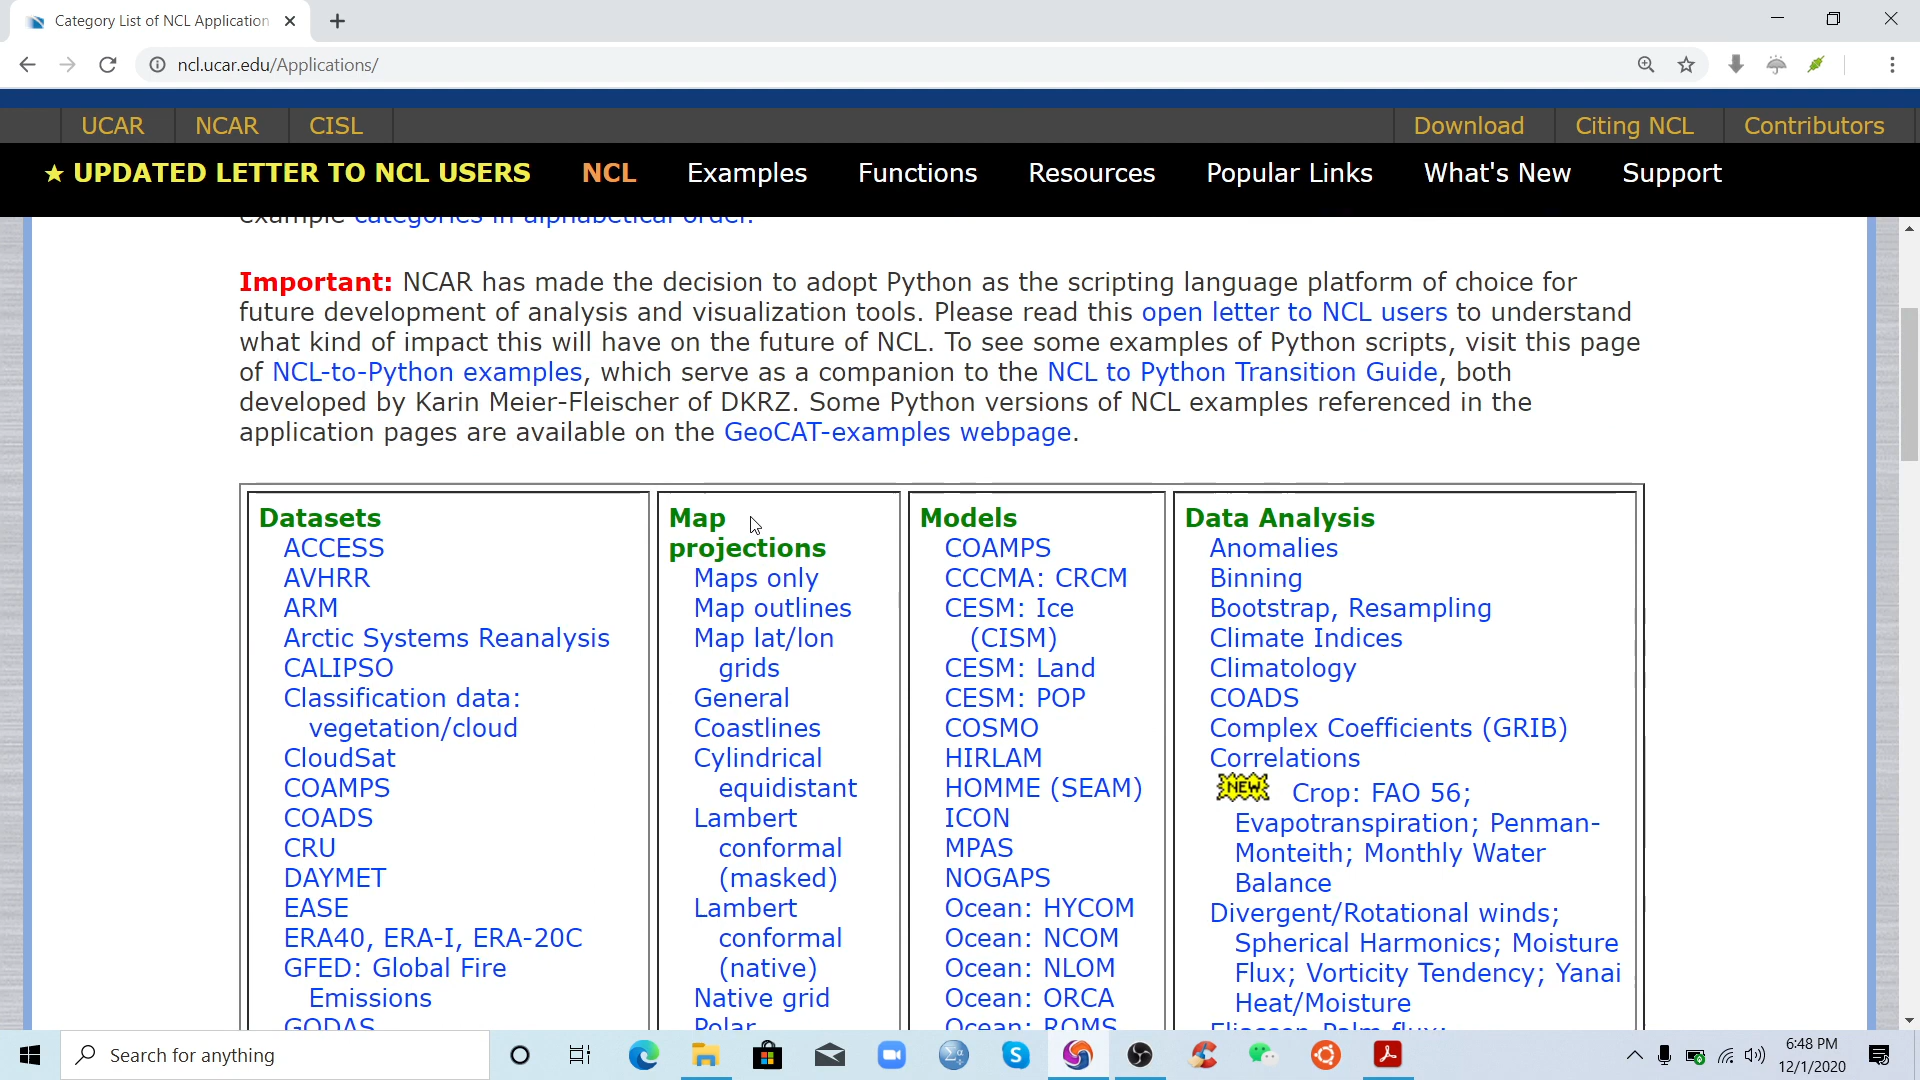 Category List of NCL Application
ncl.ucar.edu/Applications/
UCAR NCAR CISL Download Citing NCL Contributors
★ UPDATED LETTER TO NCL USERS NCL Examples Functions Resources Popular Links What's New Support
example categories in alphabetical order.
Important: NCAR has made the decision to adopt Python as the scripting language platform of choice for
future development of analysis and visualization tools. Please read this open letter to NCL users to understand
what kind of impact this will have on the future of NCL. To see some examples of Python scripts, visit this page
of NCL-to-Python examples, which serve as a companion to the NCL to Python Transition Guide, both
developed by Karin Meier-Fleischer of DKRZ. Some Python versions of NCL examples referenced in the
application pages are available on the GeoCAT-examples webpage.
Datasets
ACCESS
AVHRR
ARM
Arctic Systems Reanalysis
CALIPSO
Classification data:
vegetation/cloud
CloudSat
COAMPS
COADS
CRU
DAYMET
EASE
ERA40, ERA-I, ERA-20C
GFED: Global Fire
Emissions
GODAS
Map
projections
Maps only
Map outlines
Map lat/lon
grids
General
Coastlines
Cylindrical
equidistant
Lambert
conformal
(masked)
Lambert
conformal
(native)
Native grid
Polar
Models
COAMPS
CCCMA: CRCM
CESM: Ice
(CISM)
CESM: Land
CESM: POP
COSMO
HIRLAM
HOMME (SEAM)
ICON
MPAS
NOGAPS
Ocean: HYCOM
Ocean: NCOM
Ocean: NLOM
Ocean: ORCA
Ocean: ROMS
Data Analysis
Anomalies
Binning
Bootstrap, Resampling
Climate Indices
Climatology
COADS
Complex Coefficients (GRIB)
Correlations
NEW Crop: FAO 56;
Evapotranspiration; Penman-
Monteith; Monthly Water
Balance
Divergent/Rotational winds;
Spherical Harmonics; Moisture
Flux; Vorticity Tendency; Yanai
Heat/Moisture
Eliassen-Palm flux;
Search for anything
6:48 PM
12/1/2020